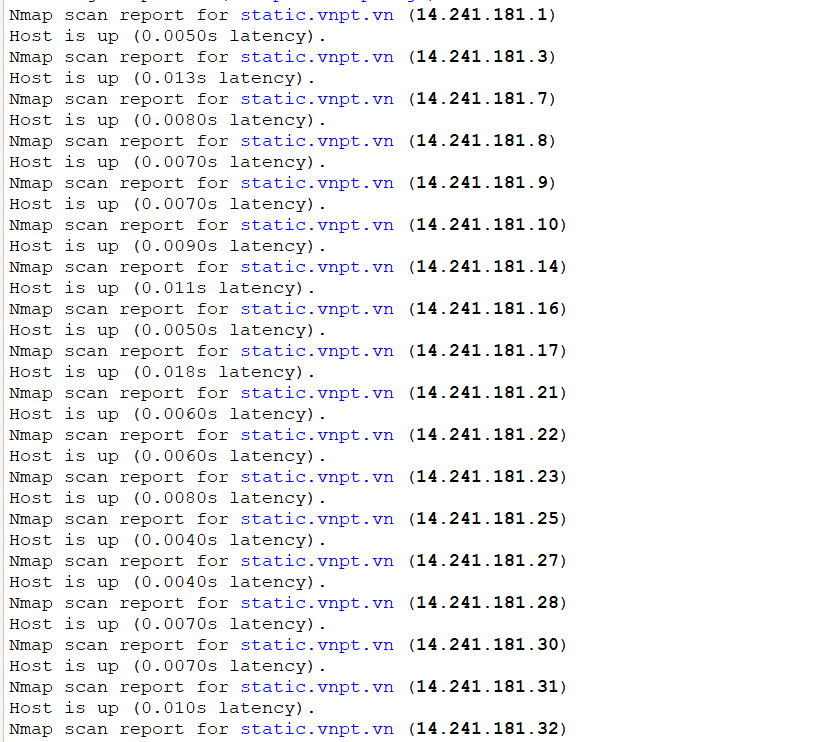 Nmap scan report for static.vnpt.vn (14.241.181.1)
Host is up (0.0050s latency).
Nmap scan report for static.vnpt.vn (14.241.181.3)
Host is up (0.013s latency).
Nmap scan report for static.vnpt.vn (14.241.181.7)
Host is up (0.0080s latency).
Nmap scan report for static.vnpt.vn (14.241.181.8)
Host is up (0.0070s latency).
Nmap scan report for static.vnpt.vn (14.241.181.9)
Host is up (0.0070s latency).
Nmap scan report for static.vnpt.vn (14.241.181.10)
Host is up (0.0090s latency).
Nmap scan report for static.vnpt.vn (14.241.181.14)
Host is up (0.011s latency).
Nmap scan report for static.vnpt.vn (14.241.181.16)
Host is up (0.0050s latency).
Nmap scan report for static.vnpt.vn (14.241.181.17)
Host is up (0.018s latency).
Nmap scan report for static.vnpt.vn (14.241.181.21)
Host is up (0.0060s latency).
Nmap scan report for static.vnpt.vn (14.241.181.22)
Host is up (0.0060s latency).
Nmap scan report for static.vnpt.vn (14.241.181.23)
Host is up (0.0080s latency).
Nmap scan report for static.vnpt.vn (14.241.181.25)
Host is up (0.0040s latency).
Nmap scan report for static.vnpt.vn (14.241.181.27)
Host is up (0.0040s latency).
Nmap scan report for static.vnpt.vn (14.241.181.28)
Host is up (0.0070s latency).
Nmap scan report for static.vnpt.vn (14.241.181.30)
Host is up (0.0070s latency).
Nmap scan report for static.vnpt.vn (14.241.181.31)
Host is up (0.010s latency).
Nmap scan report for static.vnpt.vn (14.241.181.32)